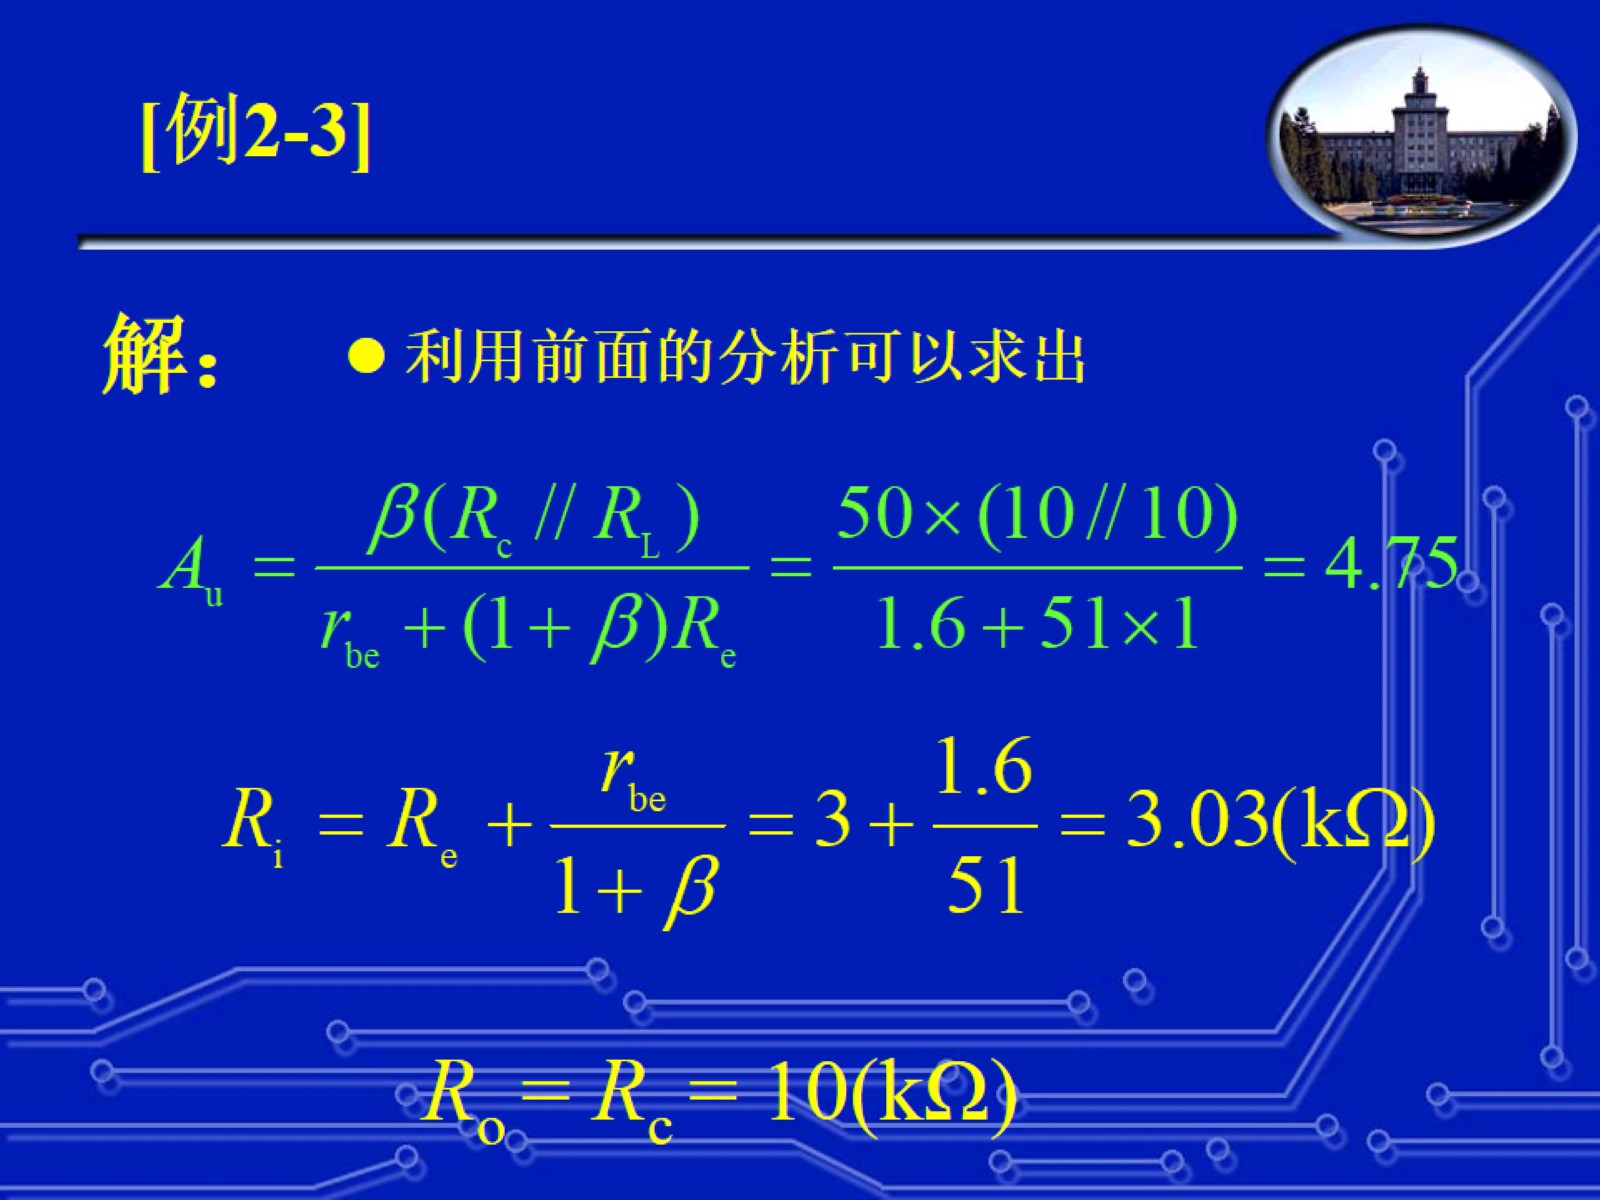 [例2-3]
解： ● 利用前面的分析可以求出
A_u = β(R_c // R_L) / (r_be + (1+β)R_e) = 50×(10//10) / (1.6+51×1) = 4.75
R_i = R_e + r_be / (1+β) = 3 + 1.6 / 51 = 3.03(kΩ)
R_o = R_c = 10(kΩ)